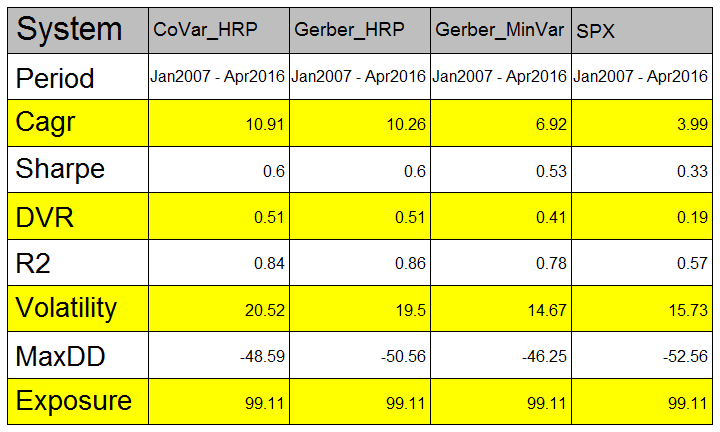 System CoVar_HRP Gerber_HRP Gerber_MinVar SPX
Period Jan2007 - Apr2016 Jan2007 - Apr2016 Jan2007 - Apr2016 Jan2007 - Apr2016
Cagr 10.91 10.26 6.92 3.99
Sharpe 0.6 0.6 0.53 0.33
DVR 0.51 0.51 0.41 0.19
R2 0.84 0.86 0.78 0.57
Volatility 20.52 19.5 14.67 15.73
MaxDD -48.59 -50.56 -46.25 -52.56
Exposure 99.11 99.11 99.11 99.11